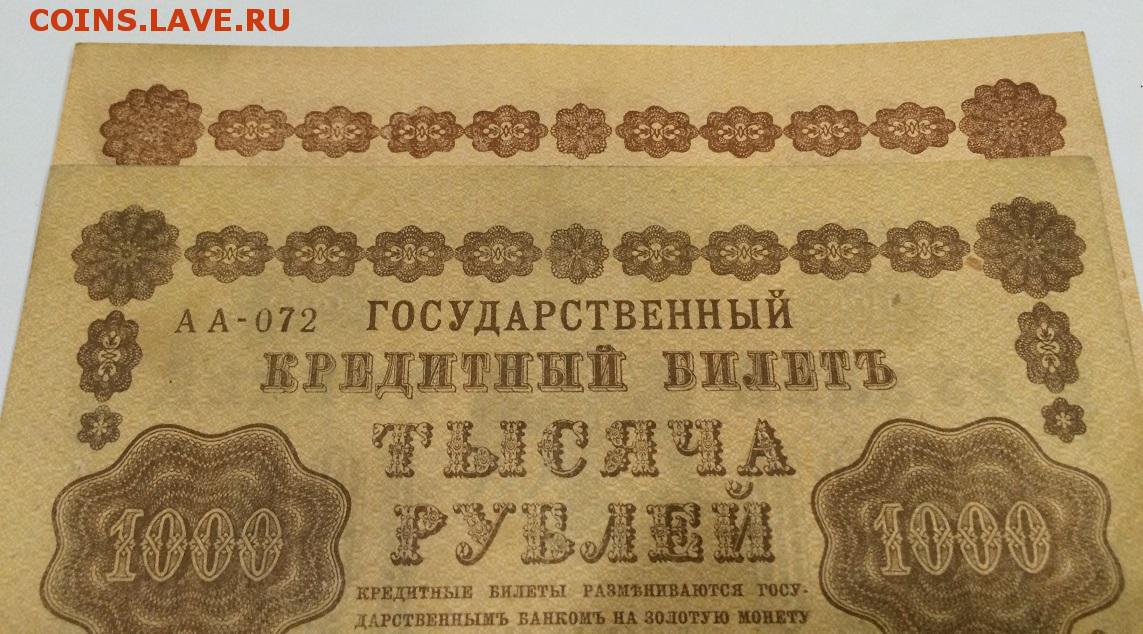 COINS.LAVE.RU
АА-072 ГОСУДАРСТВЕННЫЙ
КРЕДИТНЫЙ БИЛЕТЪ
ТЫСЯЧА
РУБЛЕЙ
1000 1000
КРЕДИТНЫЕ БИЛЕТЫ РАЗМѢНИВАЮТСЯ ГОСУ-
ДАРСТВЕННЫМЪ БАНКОМЪ НА ЗОЛОТУЮ МОНЕТУ